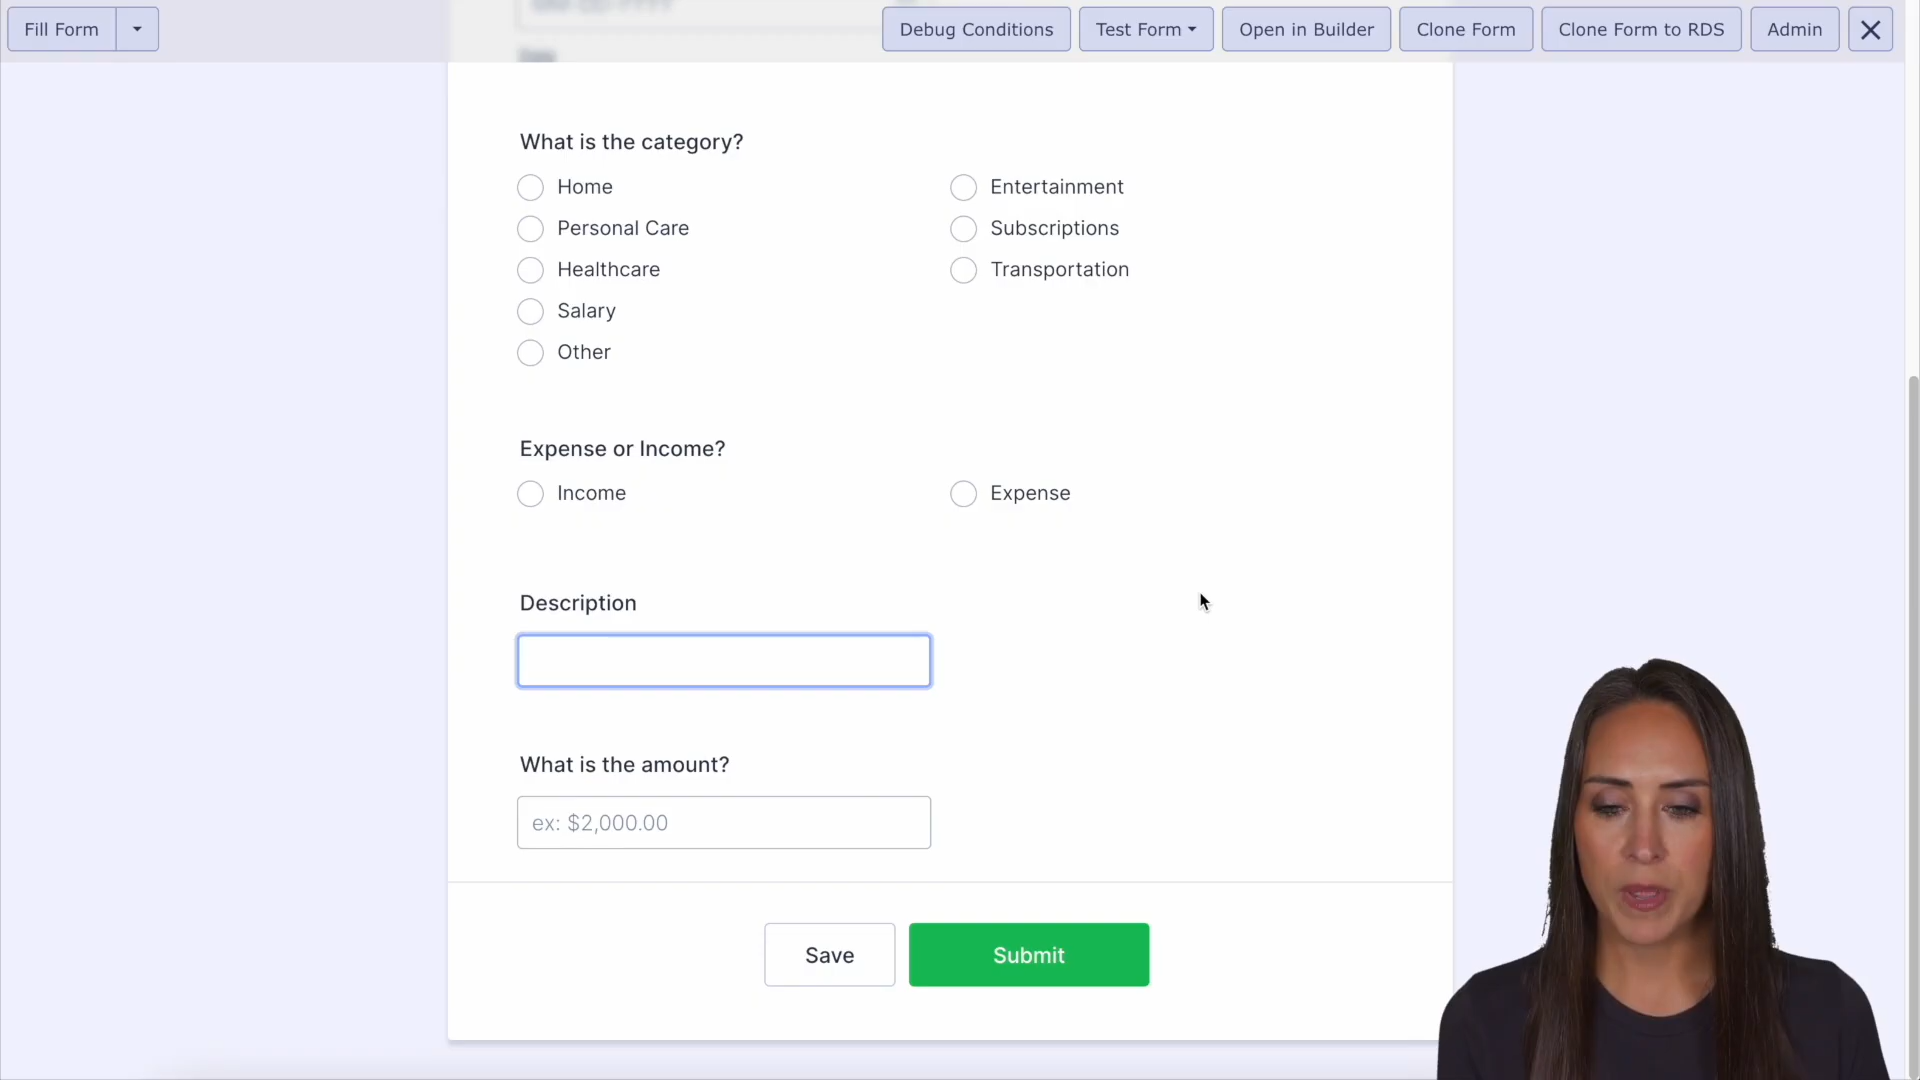 Fill Form
Debug Conditions
Test Form
Open in Builder
Clone Form
Clone Form to RDS
Admin
What is the category?
Home
Entertainment
Personal Care
Subscriptions
Healthcare
Transportation
Salary
Other
Expense or Income?
Income
Expense
Description
What is the amount?
ex: $2,000.00
Save
Submit